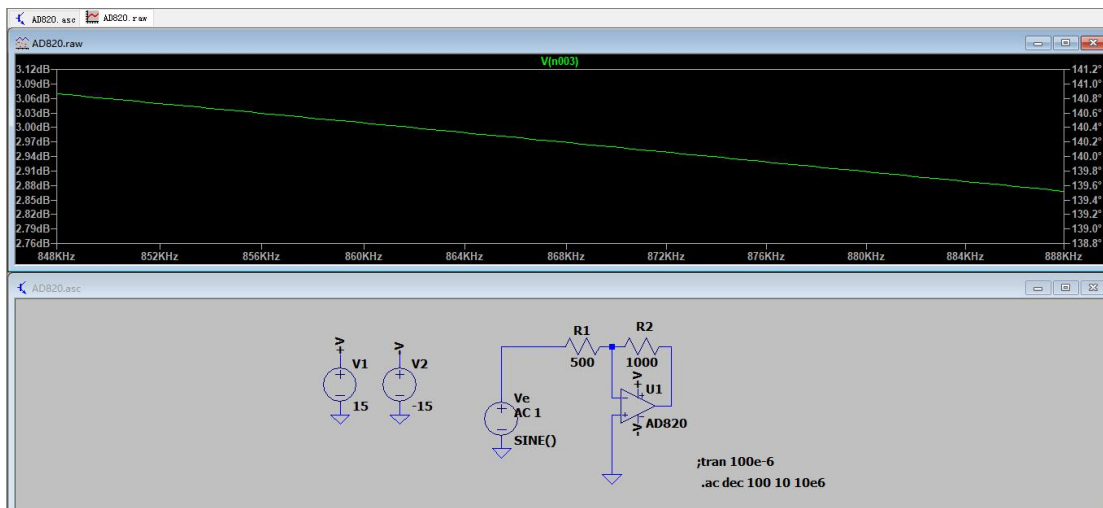 AD820.asc AD820.raw
AD820.raw
V(n003)
3.12dB 141.2°
3.09dB 141.0°
3.06dB 140.8°
3.03dB 140.6°
3.00dB 140.4°
2.97dB 140.2°
2.94dB 140.0°
2.91dB 139.8°
2.88dB 139.6°
2.85dB 139.4°
2.82dB 139.2°
2.79dB 139.0°
2.76dB 138.8°
848KHz 852KHz 856KHz 860KHz 864KHz 868KHz 872KHz 876KHz 880KHz 884KHz 888KHz
AD820.asc
R1 R2
+V -V
V1 V2
500 1000
+V
U1
15 -15
Ve
AC 1
AD820
-V
SINE()
;tran 100e-6
.ac dec 100 10 10e6